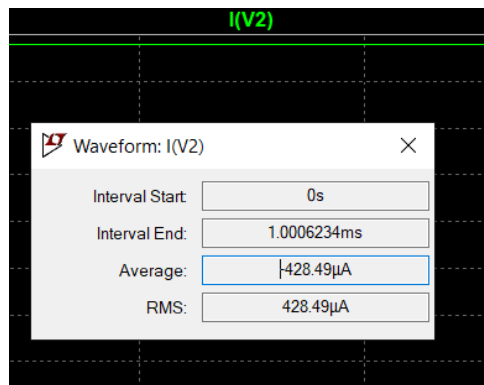 I(V2)
Waveform: I(V2)
Interval Start: 0s
Interval End: 1.0006234ms
Average: -428.49µA
RMS: 428.49µA